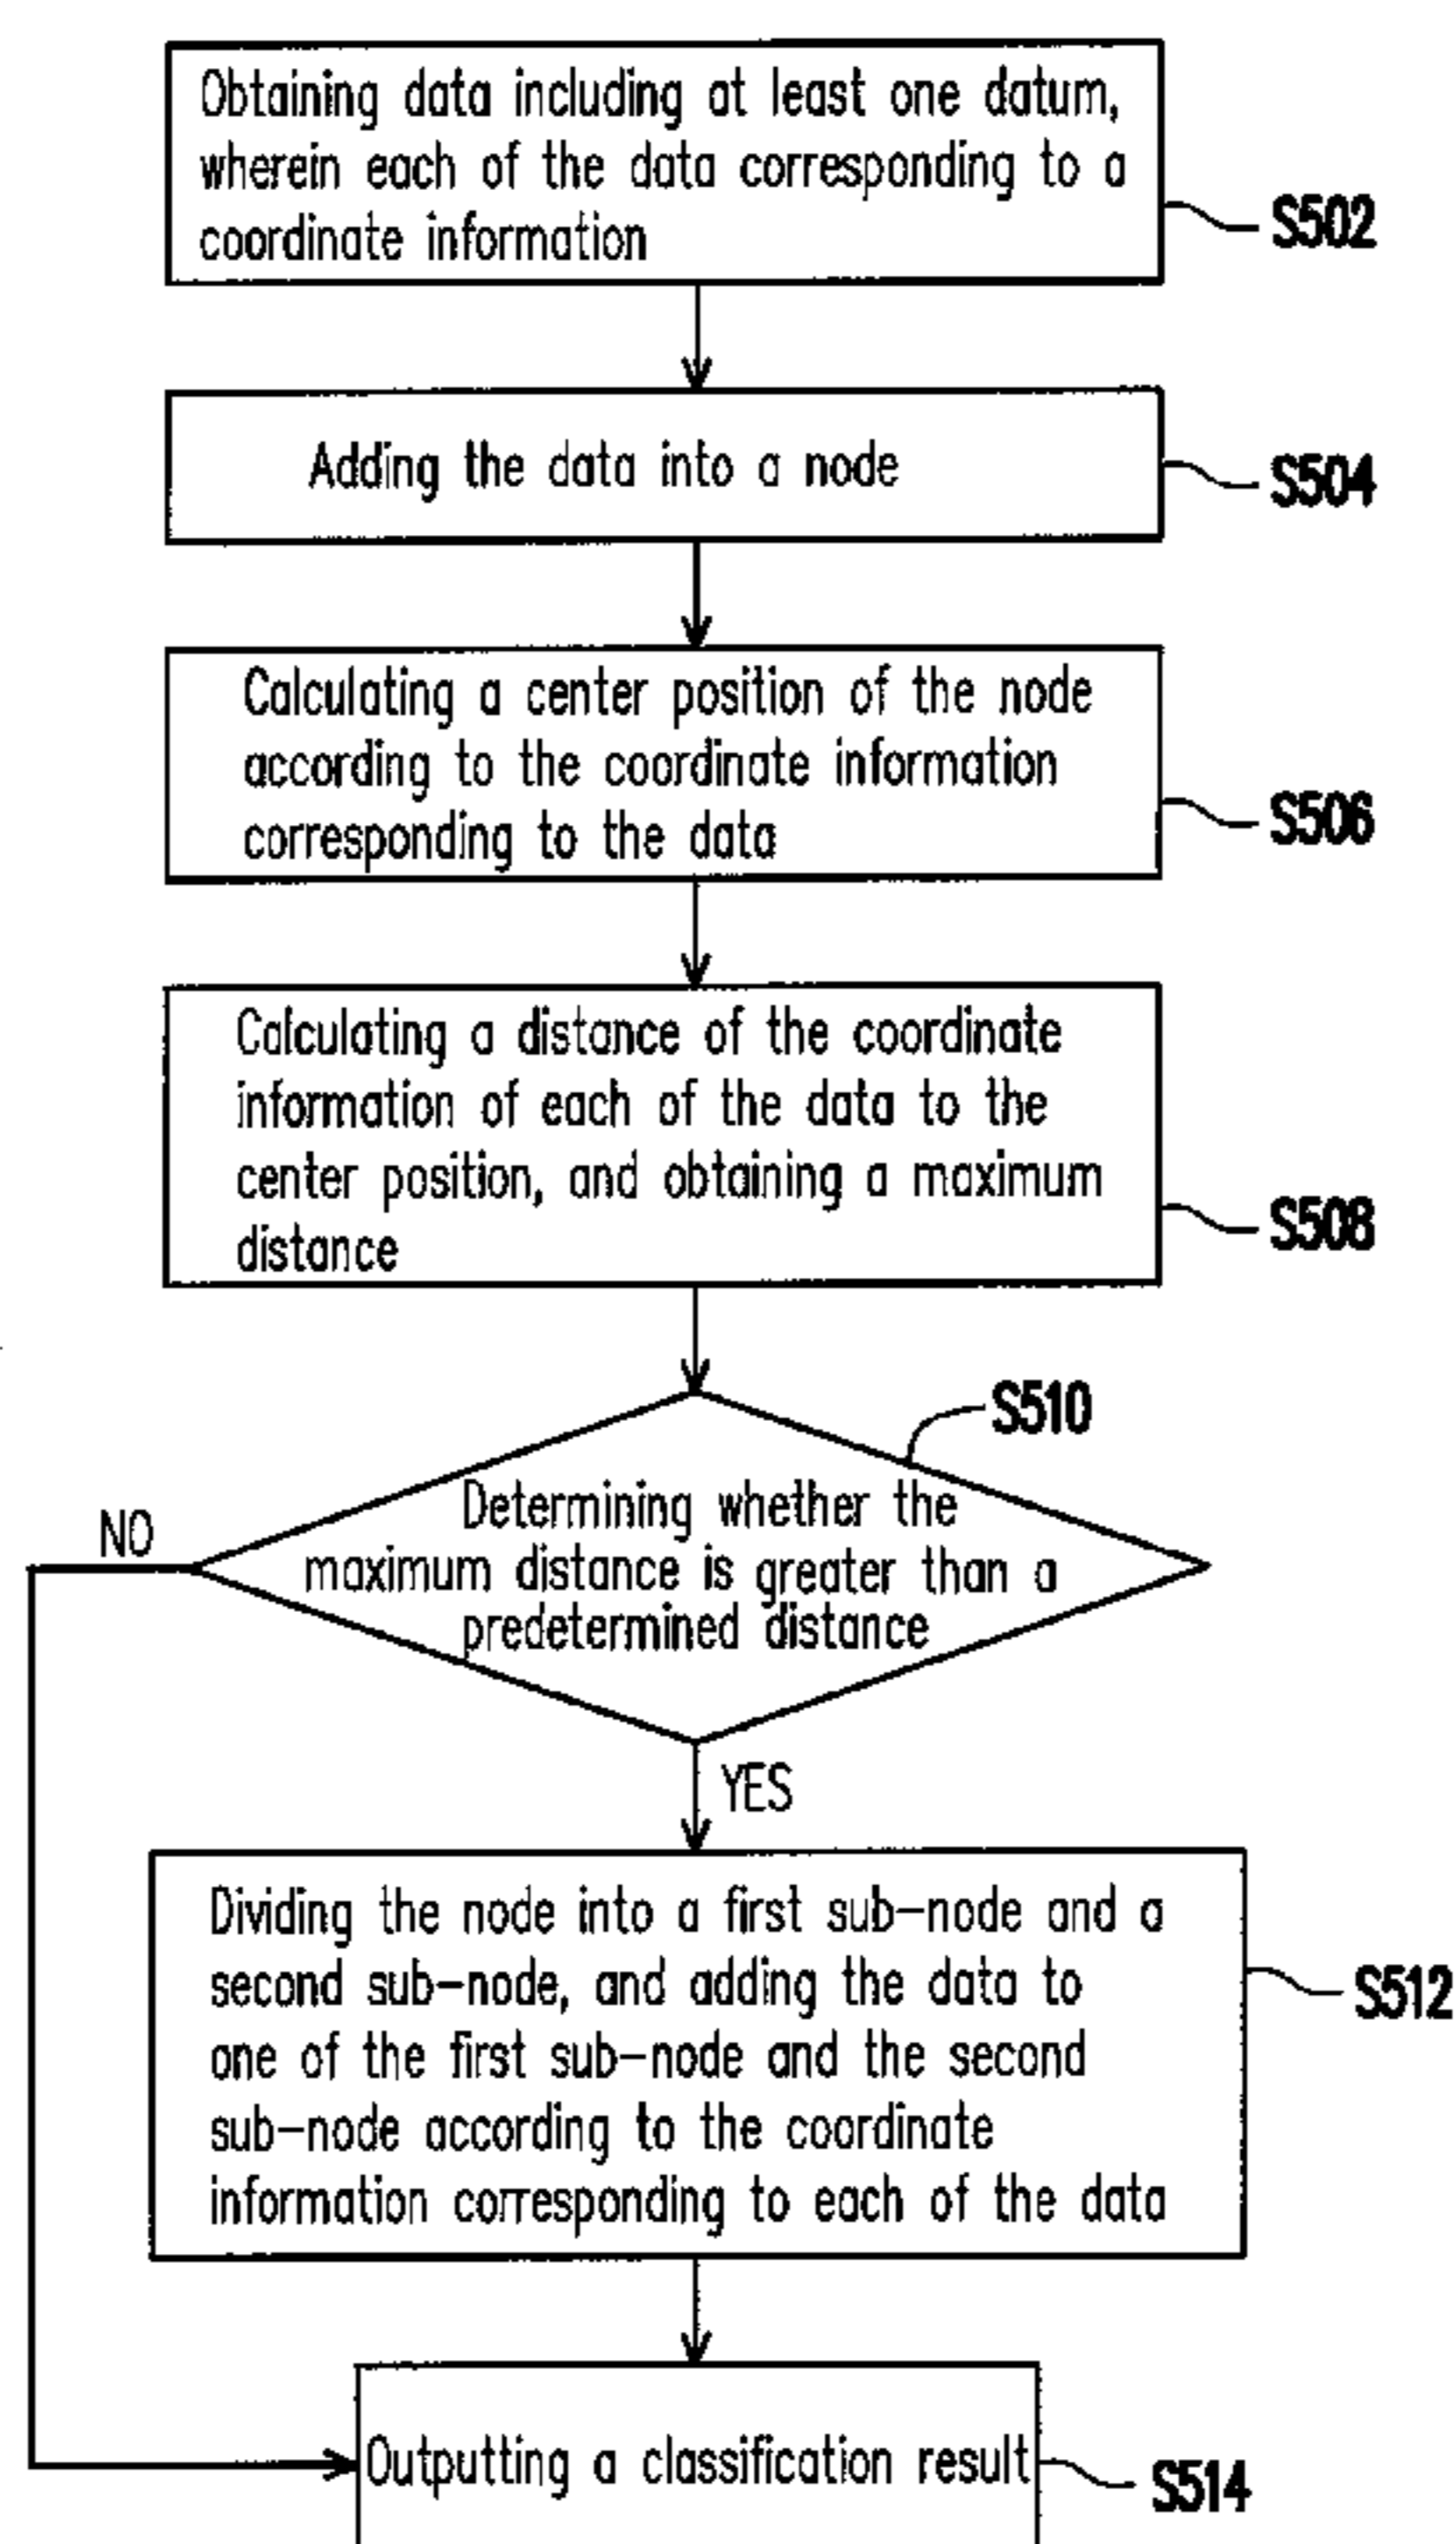 Obtaining data including at least one datum,
wherein each of the data corresponding to a
coordinate information
S502
Adding the data into a node
S504
Calculating a center position of the node
according to the coordinate information
corresponding to the data
S506
Calculating a distance of the coordinate
information of each of the data to the
center position, and obtaining a maximum
distance
S508
S510
Determining whether the
maximum distance is greater than a
predetermined distance
NO
YES
Dividing the node into a first sub-node and a
second sub-node, and adding the data to
one of the first sub-node and the second
sub-node according to the coordinate
information corresponding to each of the data
S512
Outputting a classification result
S514